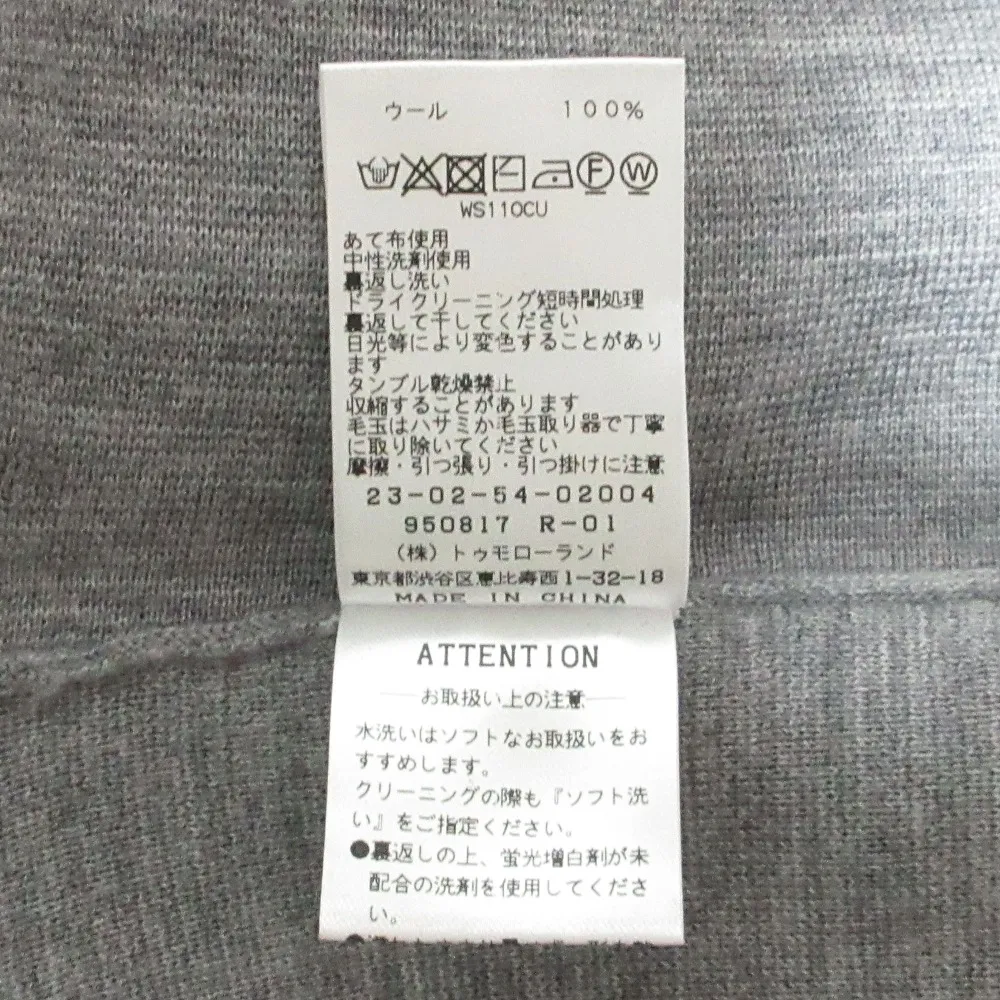 ウール 100%
F W
WS110CU
あて布使用
中性洗剤使用
裏返し洗い
ドライクリーニング短時間処理
裏返して干してください
日光等により変色することがあり
ます
タンブル乾燥禁止
収縮することがあります
毛玉はハサミか毛玉取り器で丁寧
に取り除いてください
摩擦・引っ張り・引っ掛けに注意
23-02-54-02004
950817 R-01
(株)トゥモローランド
東京都渋谷区恵比寿西1-32-18
MADE IN CHINA
ATTENTION
お取扱い上の注意
水洗いはソフトなお取扱いをお
すすめします。
クリーニングの際も『ソフト洗
い』をご指定ください。
●裏返しの上、蛍光増白剤が未
配合の洗剤を使用してくださ
い。